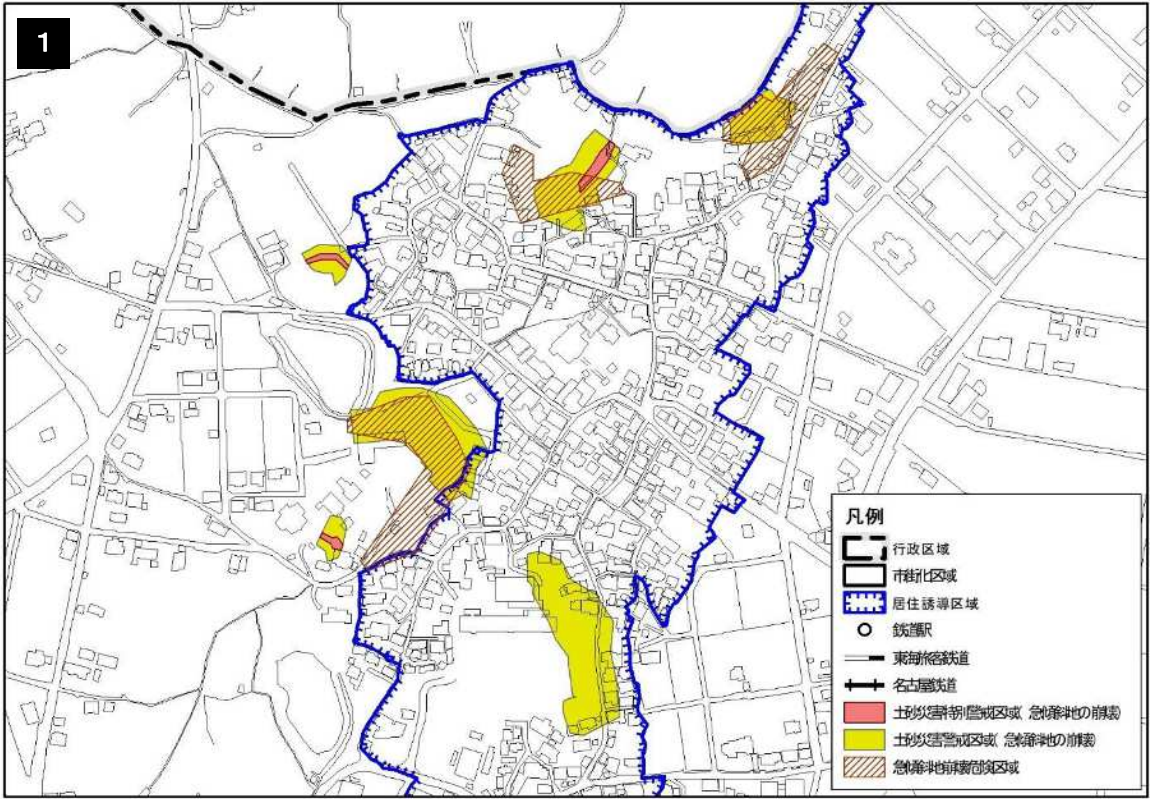 1
凡例
行政区域
市街化区域
居住誘導区域
鉄道駅
東海旅客鉄道
名古屋鉄道
土砂災害特別警戒区域( 急傾斜地の崩壊)
土砂災害警戒区域( 急傾斜地の崩壊)
急傾斜地崩壊危険区域